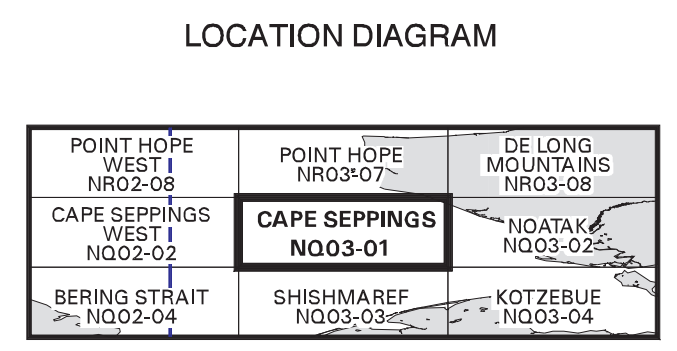 LOCATION DIAGRAM
POINT HOPE
WEST
NR02-08
POINT HOPE
NR03-07
DE LONG
MOUNTAINS
NR03-08
CAPE SEPPINGS
WEST
NQ02-02
CAPE SEPPINGS
NQ03-01
NOATAK
NQ03-02
BERING STRAIT
NQ02-04
SHISHMAREF
NQ03-03
KOTZEBUE
NQ03-04